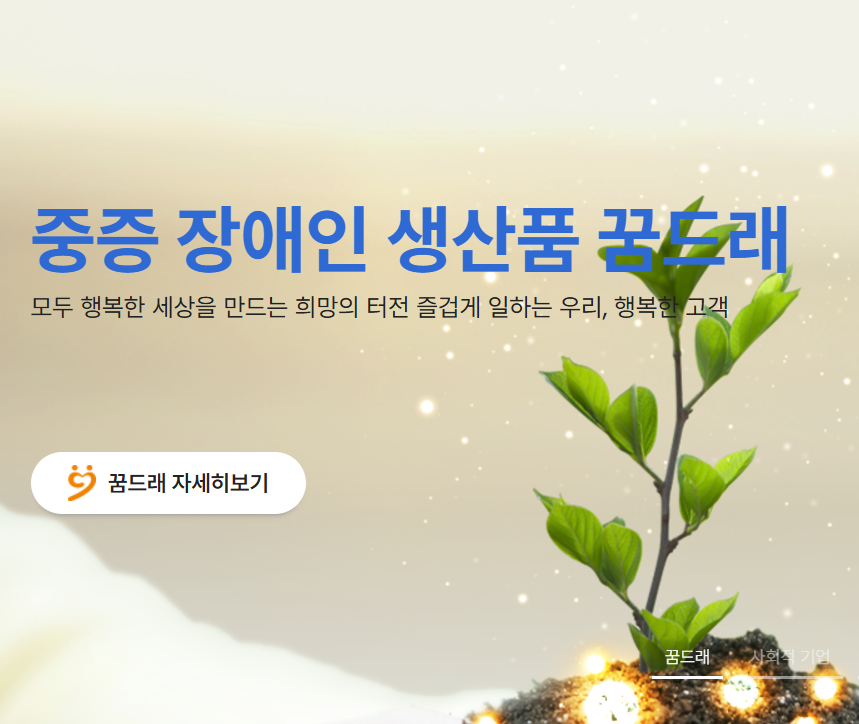 중증 장애인 생산품 꿈드래
모두 행복한 세상을 만드는 희망의 터전 즐겁게 일하는 우리, 행복한 고객
꿈드래 자세히보기
꿈드래 사회적 기업